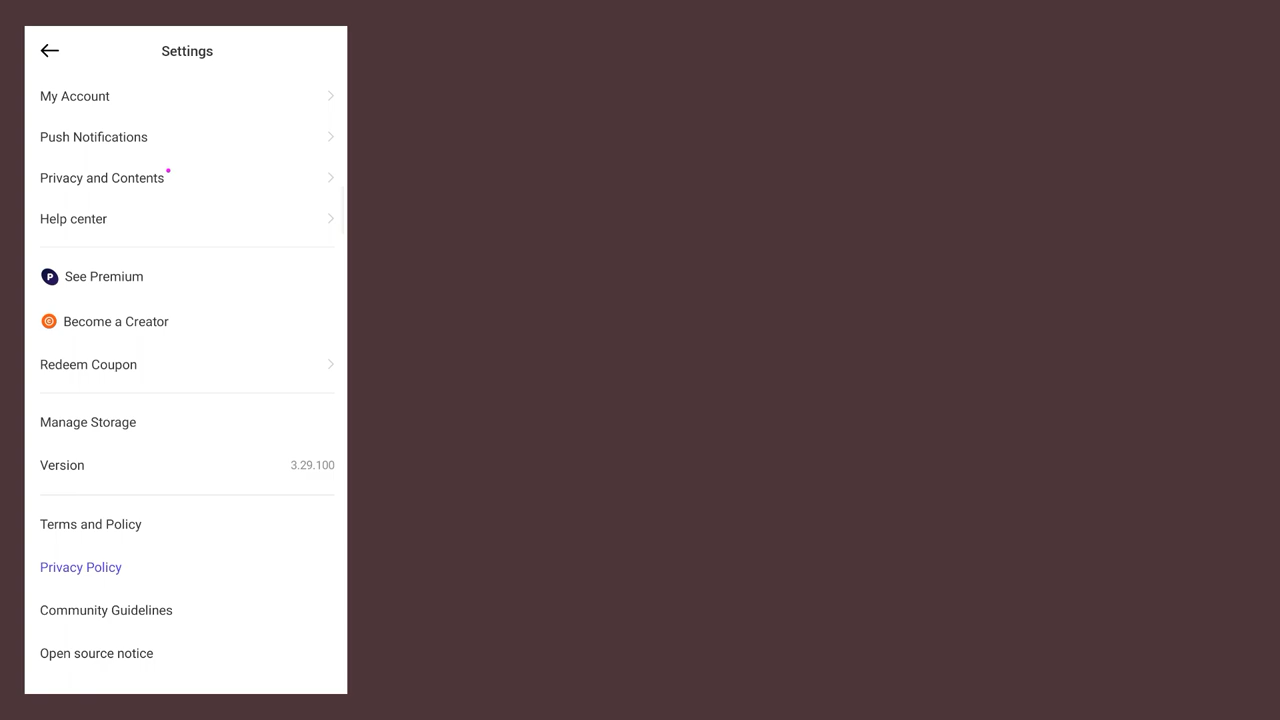 Settings
My Account
Push Notifications
Privacy and Contents
Help center
P See Premium
C Become a Creator
Redeem Coupon
Manage Storage
Version 3.29.100
Terms and Policy
Privacy Policy
Community Guidelines
Open source notice